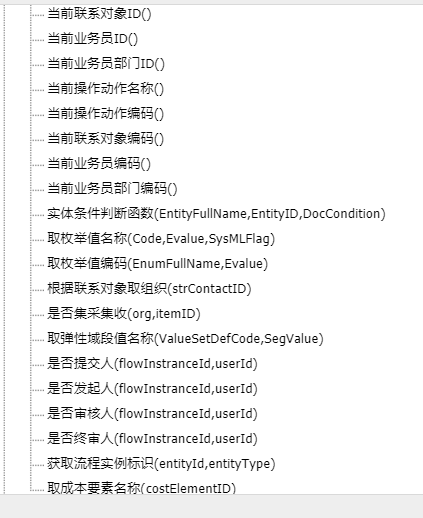 当前联系对象ID()
当前业务员ID()
当前业务员部门ID()
当前操作动作名称()
当前操作动作编码()
当前联系对象编码()
当前业务员编码()
当前业务员部门编码()
实体条件判断函数(EntityFullName,EntityID,DocCondition)
取枚举值名称(Code,Evalue,SysMLFlag)
取枚举值编码(EnumFullName,Evalue)
根据联系对象取组织(strContactID)
是否集采集收(org,itemID)
取弹性域段值名称(ValueSetDefCode,SegValue)
是否提交人(flowInstranceId,userId)
是否发起人(flowInstranceId,userId)
是否审核人(flowInstranceId,userId)
是否终审人(flowInstranceId,userId)
获取流程实例标识(entityId,entityType)
取成本要素名称(costElementID)